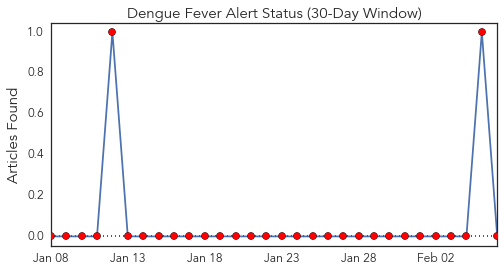 Dengue Fever Alert Status (30-Day Window)
Articles Found
1.0
0.8
0.6
0.4
0.2
0.0
Jan 08 Jan 13 Jan 18 Jan 23 Jan 28 Feb 02